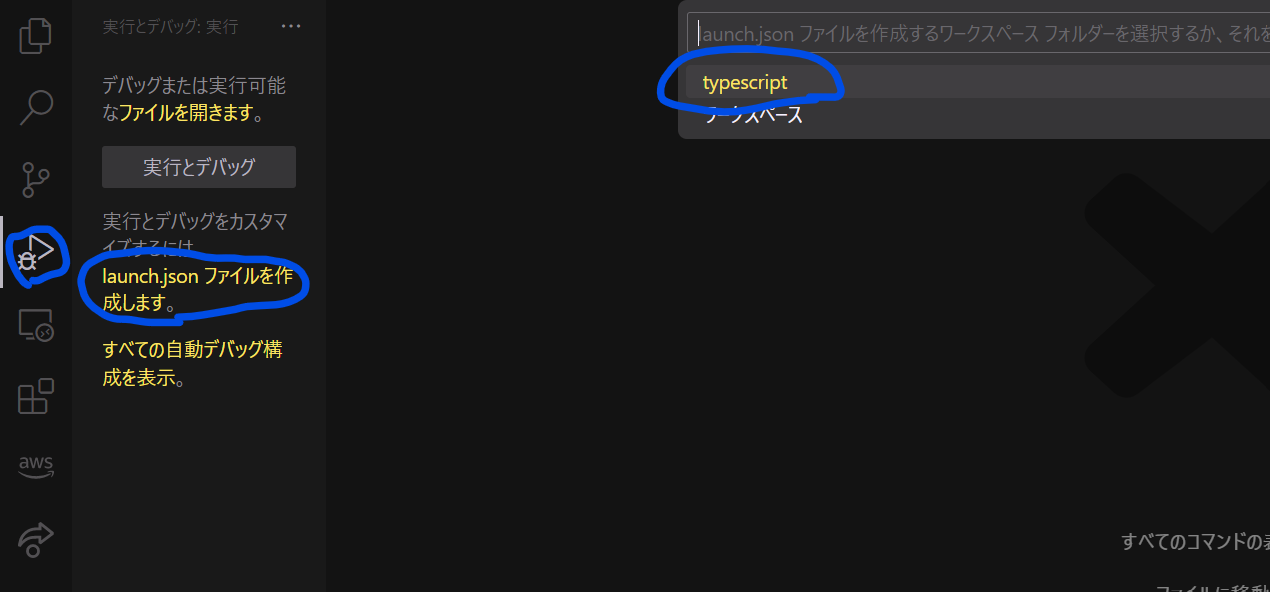 実行とデバッグ: 実行
デバッグまたは実行可能
なファイルを開きます。
実行とデバッグ
実行とデバッグをカスタマ
イズするには
launch.json ファイルを作
成します。
すべての自動デバッグ構
成を表示。
aws
launch.json ファイルを作成するワークスペース フォルダーを選択するか、それを
typescript
ワークスペース
すべてのコマンドの表
ファイルに移動